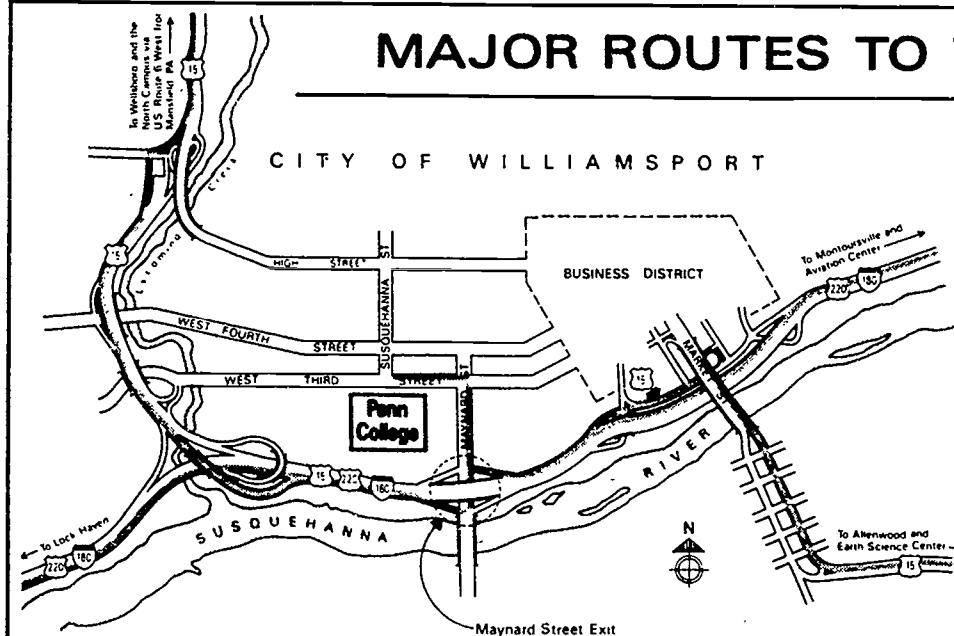 MAJOR ROUTES TO
To Wellsboro and the
North Campus via
US Route 6 West from
Mansfield PA
15
CITY OF WILLIAMSPORT
Creek
Lycoming
15
HIGH STREET
SUSQUEHANNA ST
BUSINESS DISTRICT
To Montoursville and
Aviation Center
220
180
WEST FOURTH STREET
WEST THIRD STREET
MAYNARD ST
15
MARKET ST
Penn
College
15
220
180
SUSQUEHANNA RIVER
To Lock Haven
220
180
N
To Allenwood and
Earth Science Center
15
Maynard Street Exit